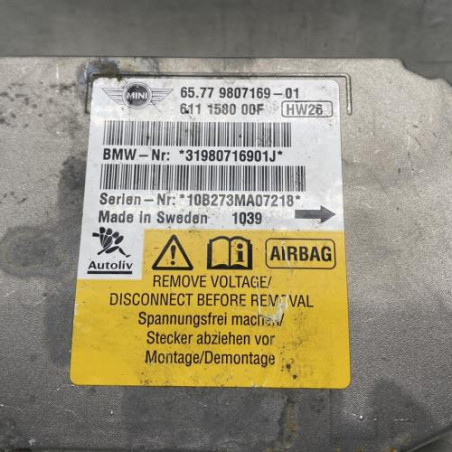 MINI
65.77 9807169-01
611 1580 00F HW26
BMW-Nr: *31980716901J*
Serien-Nr: *10B273MA07218*
Made in Sweden 1039
Autoliv
AIRBAG
REMOVE VOLTAGE/
DISCONNECT BEFORE REMOVAL
Spannungsfrei machen/
Stecker abziehen vor
Montage/Demontage